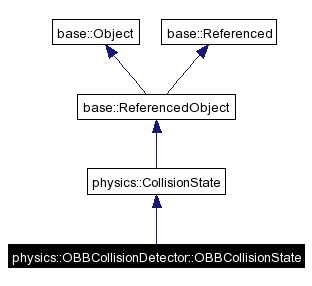 base::Object
base::Referenced
base::ReferencedObject
physics::CollisionState
physics::OBBCollisionDetector::OBBCollisionState